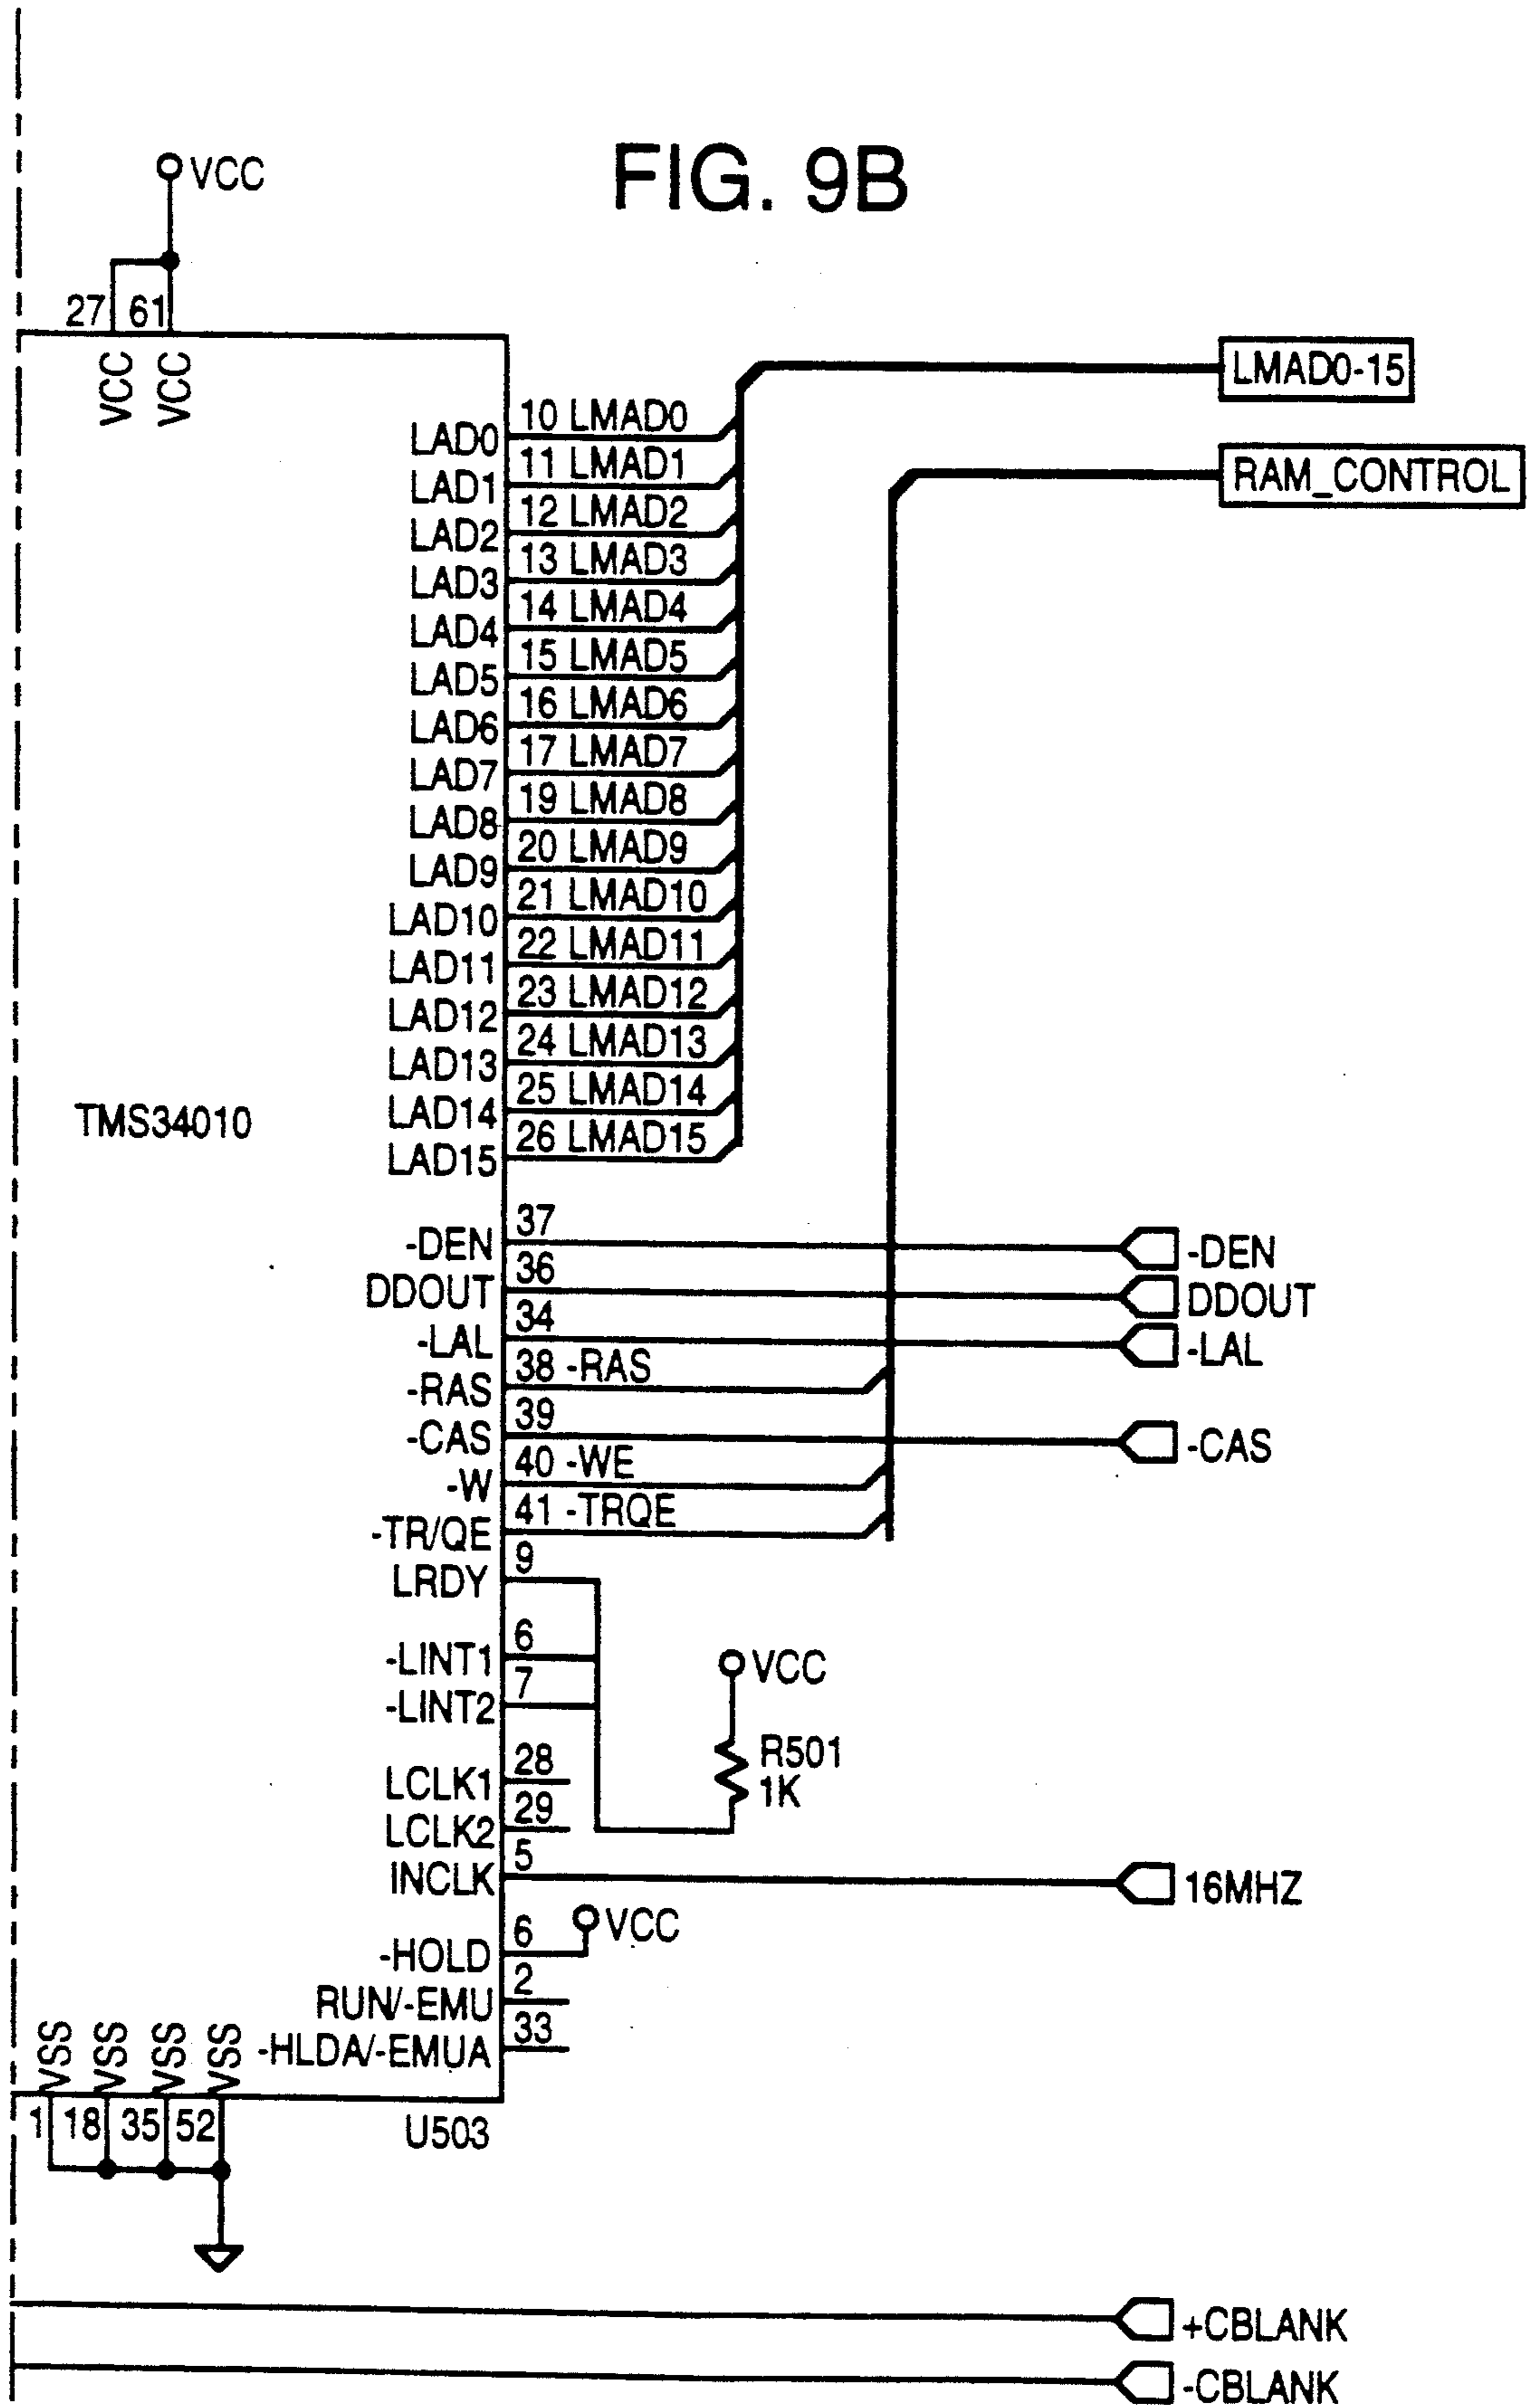 FIG. 9B
VCC
27 61
VCC VCC
LMAD0-15
RAM_CONTROL
LAD0 10 LMAD0
LAD1 11 LMAD1
LAD2 12 LMAD2
LAD3 13 LMAD3
LAD4 14 LMAD4
LAD5 15 LMAD5
LAD6 16 LMAD6
LAD7 17 LMAD7
LAD8 19 LMAD8
LAD9 20 LMAD9
LAD10 21 LMAD10
LAD11 22 LMAD11
LAD12 23 LMAD12
LAD13 24 LMAD13
LAD14 25 LMAD14
LAD15 26 LMAD15
TMS34010
-DEN 37 -DEN
DDOUT 36 DDOUT
-LAL 34 -LAL
-RAS 38 -RAS
-CAS 39 -CAS
-W 40 -WE
-TR/QE 41 -TRQE
LRDY 9
-LINT1 6
-LINT2 7
VCC
R501
1K
LCLK1 28
LCLK2 29
INCLK 5 16MHZ
-HOLD 6 VCC
RUN/-EMU 2
-HLDA/-EMUA 33
VSS VSS VSS VSS
1 18 35 52
U503
+CBLANK
-CBLANK